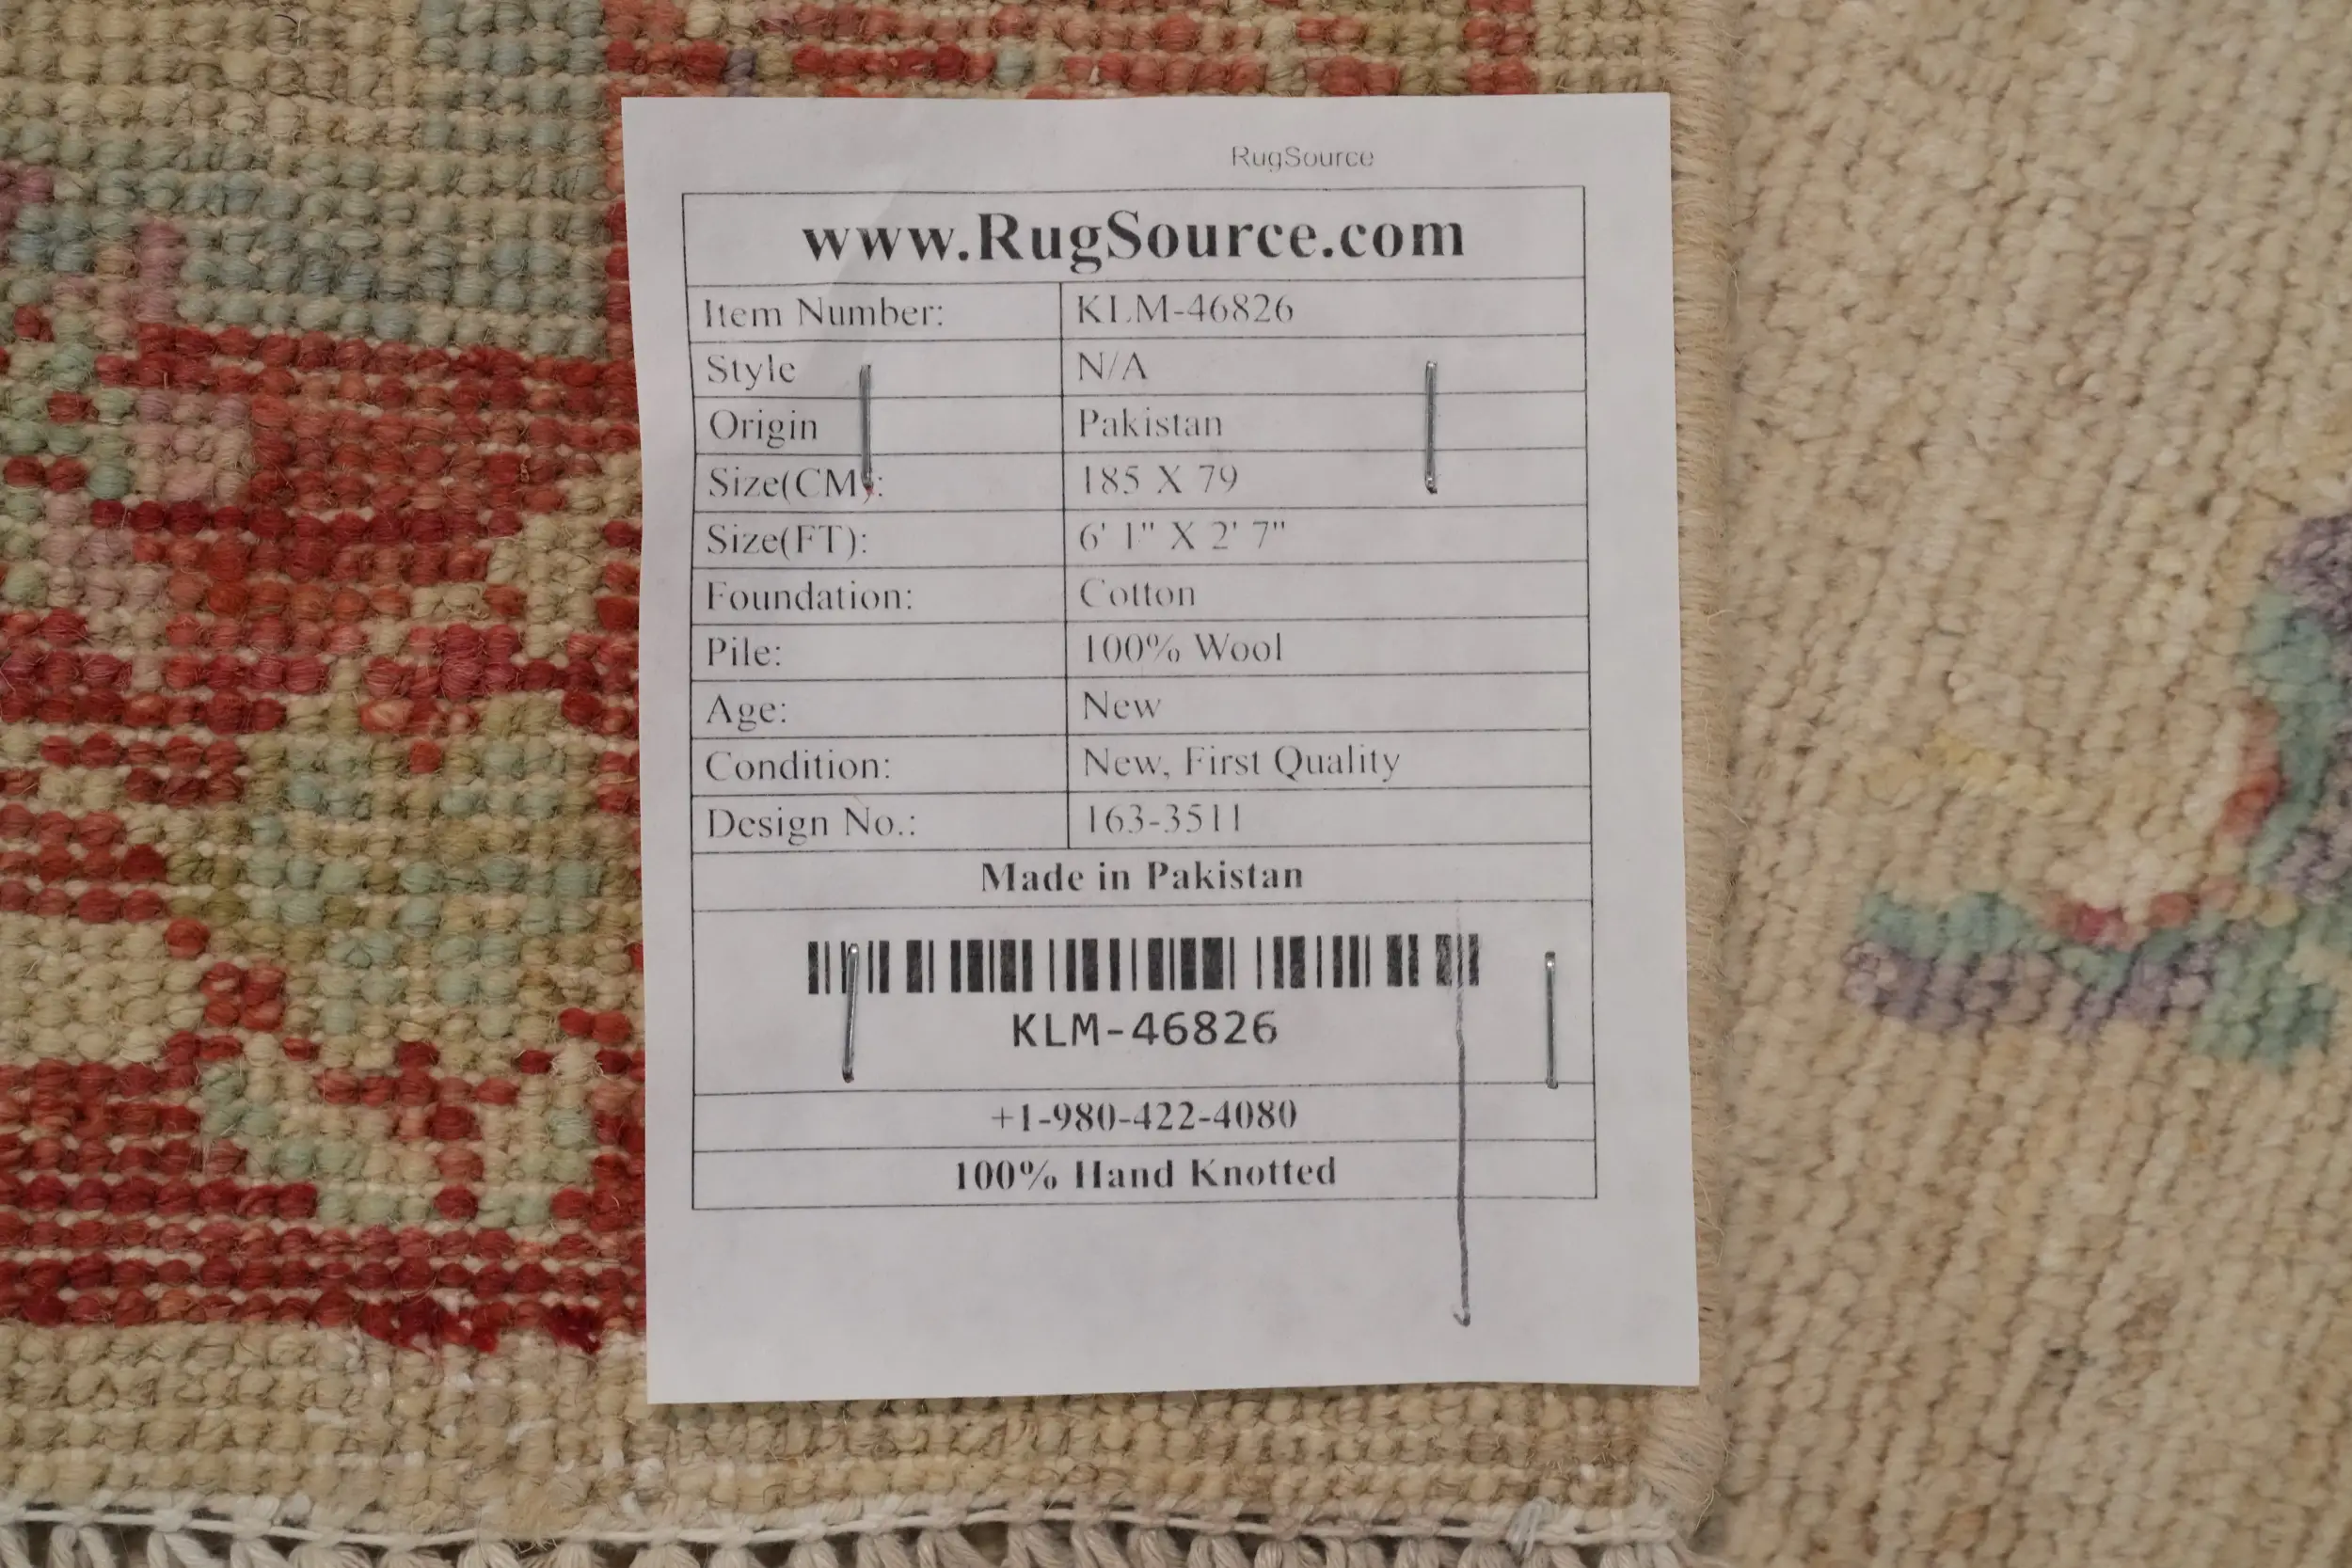 RugSource
www.RugSource.com
Item Number: KLM-46826
Style N/A
Origin Pakistan
Size(CM): 185 X 79
Size(FT): 6' 1" X 2' 7"
Foundation: Cotton
Pile: 100% Wool
Age: New
Condition: New, First Quality
Design No.: 163-3511
Made in Pakistan
KLM-46826
+1-980-422-4080
100% Hand Knotted